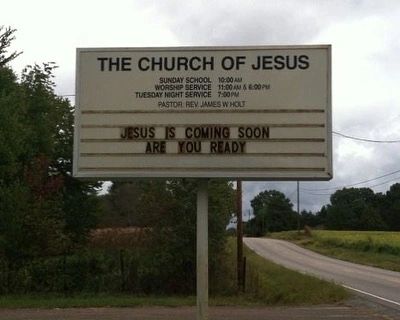 THE CHURCH OF JESUS
SUNDAY SCHOOL 10:00 AM
WORSHIP SERVICE 11:00 AM & 6:00 PM
TUESDAY NIGHT SERVICE 7:00 PM
PASTOR: REV. JAMES W. HOLT
JESUS IS COMING SOON
ARE YOU READY